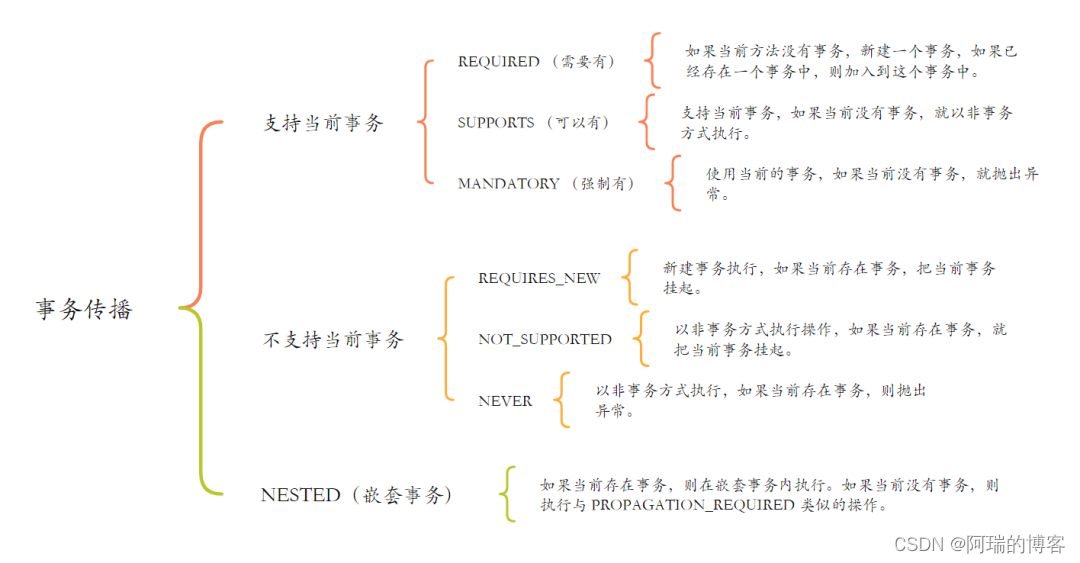 事务传播
支持当前事务
REQUIRED（需要有）
如果当前方法没有事务，新建一个事务，如果已
经存在一个事务中，则加入到这个事务中。
SUPPORTS（可以有）
支持当前事务，如果当前没有事务，就以非事务
方式执行。
MANDATORY（强制有）
使用当前的事务，如果当前没有事务，就抛出异
常。
不支持当前事务
REQUIRES_NEW
新建事务执行，如果当前存在事务，把当前事务
挂起。
NOT_SUPPORTED
以非事务方式执行操作，如果当前存在事务，就
把当前事务挂起。
NEVER
以非事务方式执行，如果当前存在事务，则抛出
异常。
NESTED（嵌套事务）
如果当前存在事务，则在嵌套事务内执行。如果当前没有事务，则
执行与 PROPAGATION_REQUIRED 类似的操作。
CSDN @阿瑞的博客